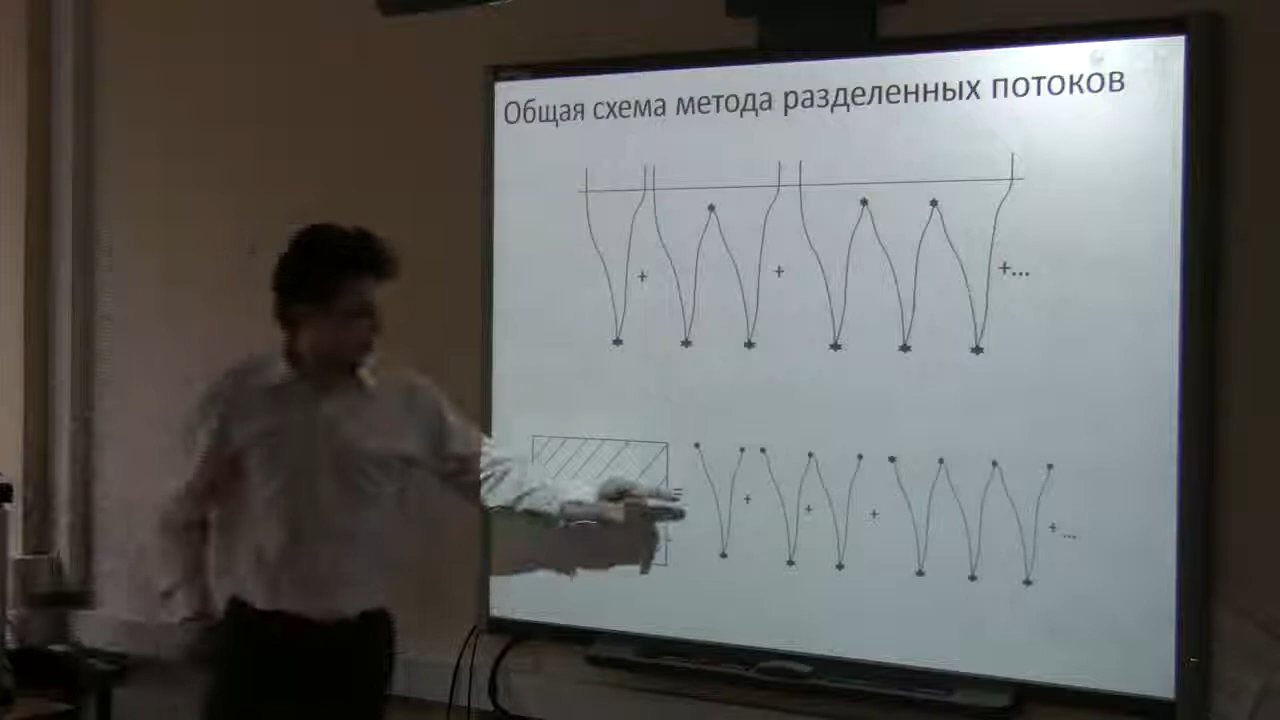 Общая схема метода разделенных потоков
+ + +...
= + + + +...